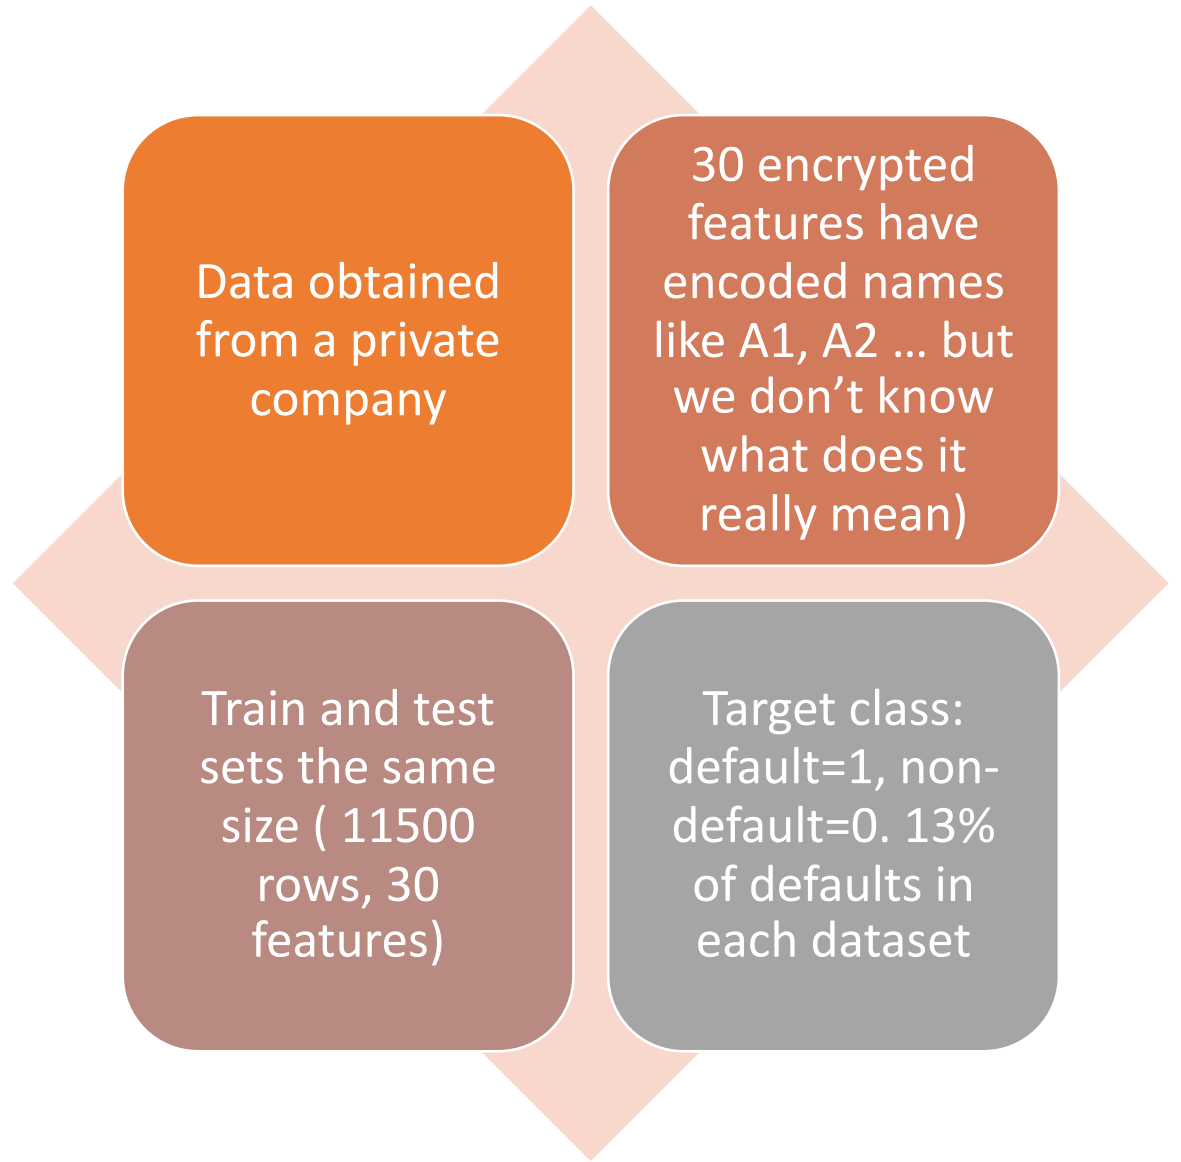 Data obtained
from a private
company
30 encrypted
features have
encoded names
like A1, A2 … but
we don’t know
what does it
really mean)
Train and test
sets the same
size ( 11500
rows, 30
features)
Target class:
default=1, non-
default=0. 13%
of defaults in
each dataset